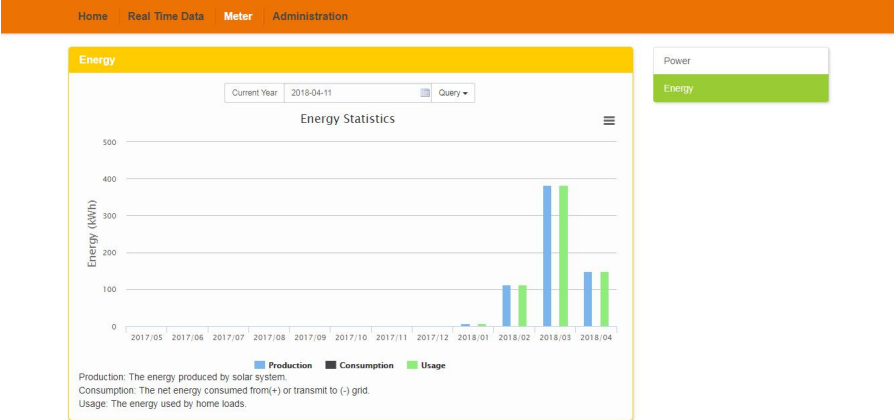 Home Real Time Data Meter Administration
Energy
Power
Energy
Current Year 2018-04-11 Query
Energy Statistics
Energy (kWh)
500
400
300
200
100
0
2017/05 2017/06 2017/07 2017/08 2017/09 2017/10 2017/11 2017/12 2018/01 2018/02 2018/03 2018/04
Production Consumption Usage
Production: The energy produced by solar system.
Consumption: The net energy consumed from(+) or transmit to (-) grid.
Usage: The energy used by home loads.